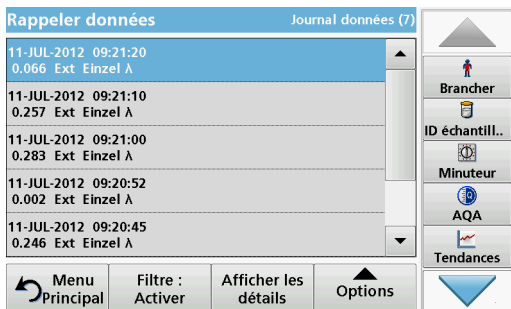 Rappeler données
Journal données (7)
11-JUL-2012 09:21:20
0.066 Ext Einzel λ
11-JUL-2012 09:21:10
0.257 Ext Einzel λ
11-JUL-2012 09:21:00
0.283 Ext Einzel λ
11-JUL-2012 09:20:52
0.002 Ext Einzel λ
11-JUL-2012 09:20:45
0.246 Ext Einzel λ
Brancher
ID échantill..
Minuteur
AQA
Tendances
Menu
Principal
Filtre :
Activer
Afficher les
détails
Options